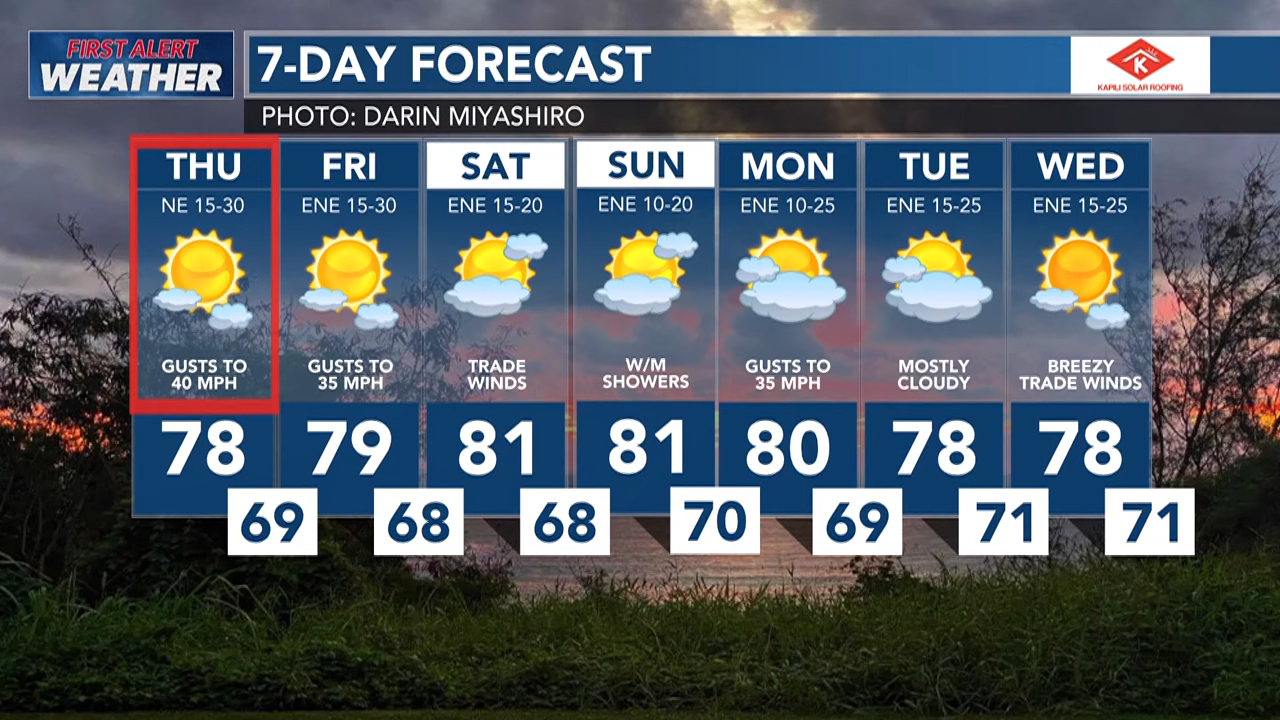 FIRST ALERT
WEATHER
7-DAY FORECAST
K
KAPILI SOLAR ROOFING
PHOTO: DARIN MIYASHIRO
THU
NE 15-30
GUSTS TO
40 MPH
78
69
FRI
ENE 15-30
GUSTS TO
35 MPH
79
68
SAT
ENE 15-20
TRADE
WINDS
81
68
SUN
ENE 10-20
W/M
SHOWERS
81
70
MON
ENE 10-25
GUSTS TO
35 MPH
80
69
TUE
ENE 15-25
MOSTLY
CLOUDY
78
71
WED
ENE 15-25
BREEZY
TRADE WINDS
78
71